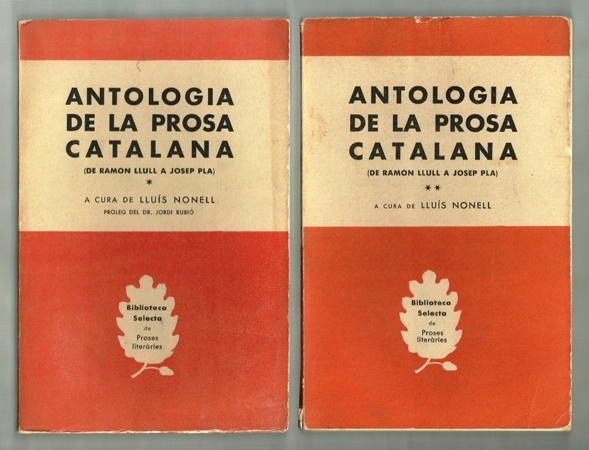 ANTOLOGIA
DE LA PROSA
CATALANA
(DE RAMON LLULL A JOSEP PLA)
*
A CURA DE LLUÍS NONELL
PRÒLEG DEL DR. JORDI RUBIÓ
Biblioteca
Selecta
de
Proses
literàries
ANTOLOGIA
DE LA PROSA
CATALANA
(DE RAMON LLULL A JOSEP PLA)
**
A CURA DE LLUÍS NONELL
Biblioteca
Selecta
de
Proses
literàries